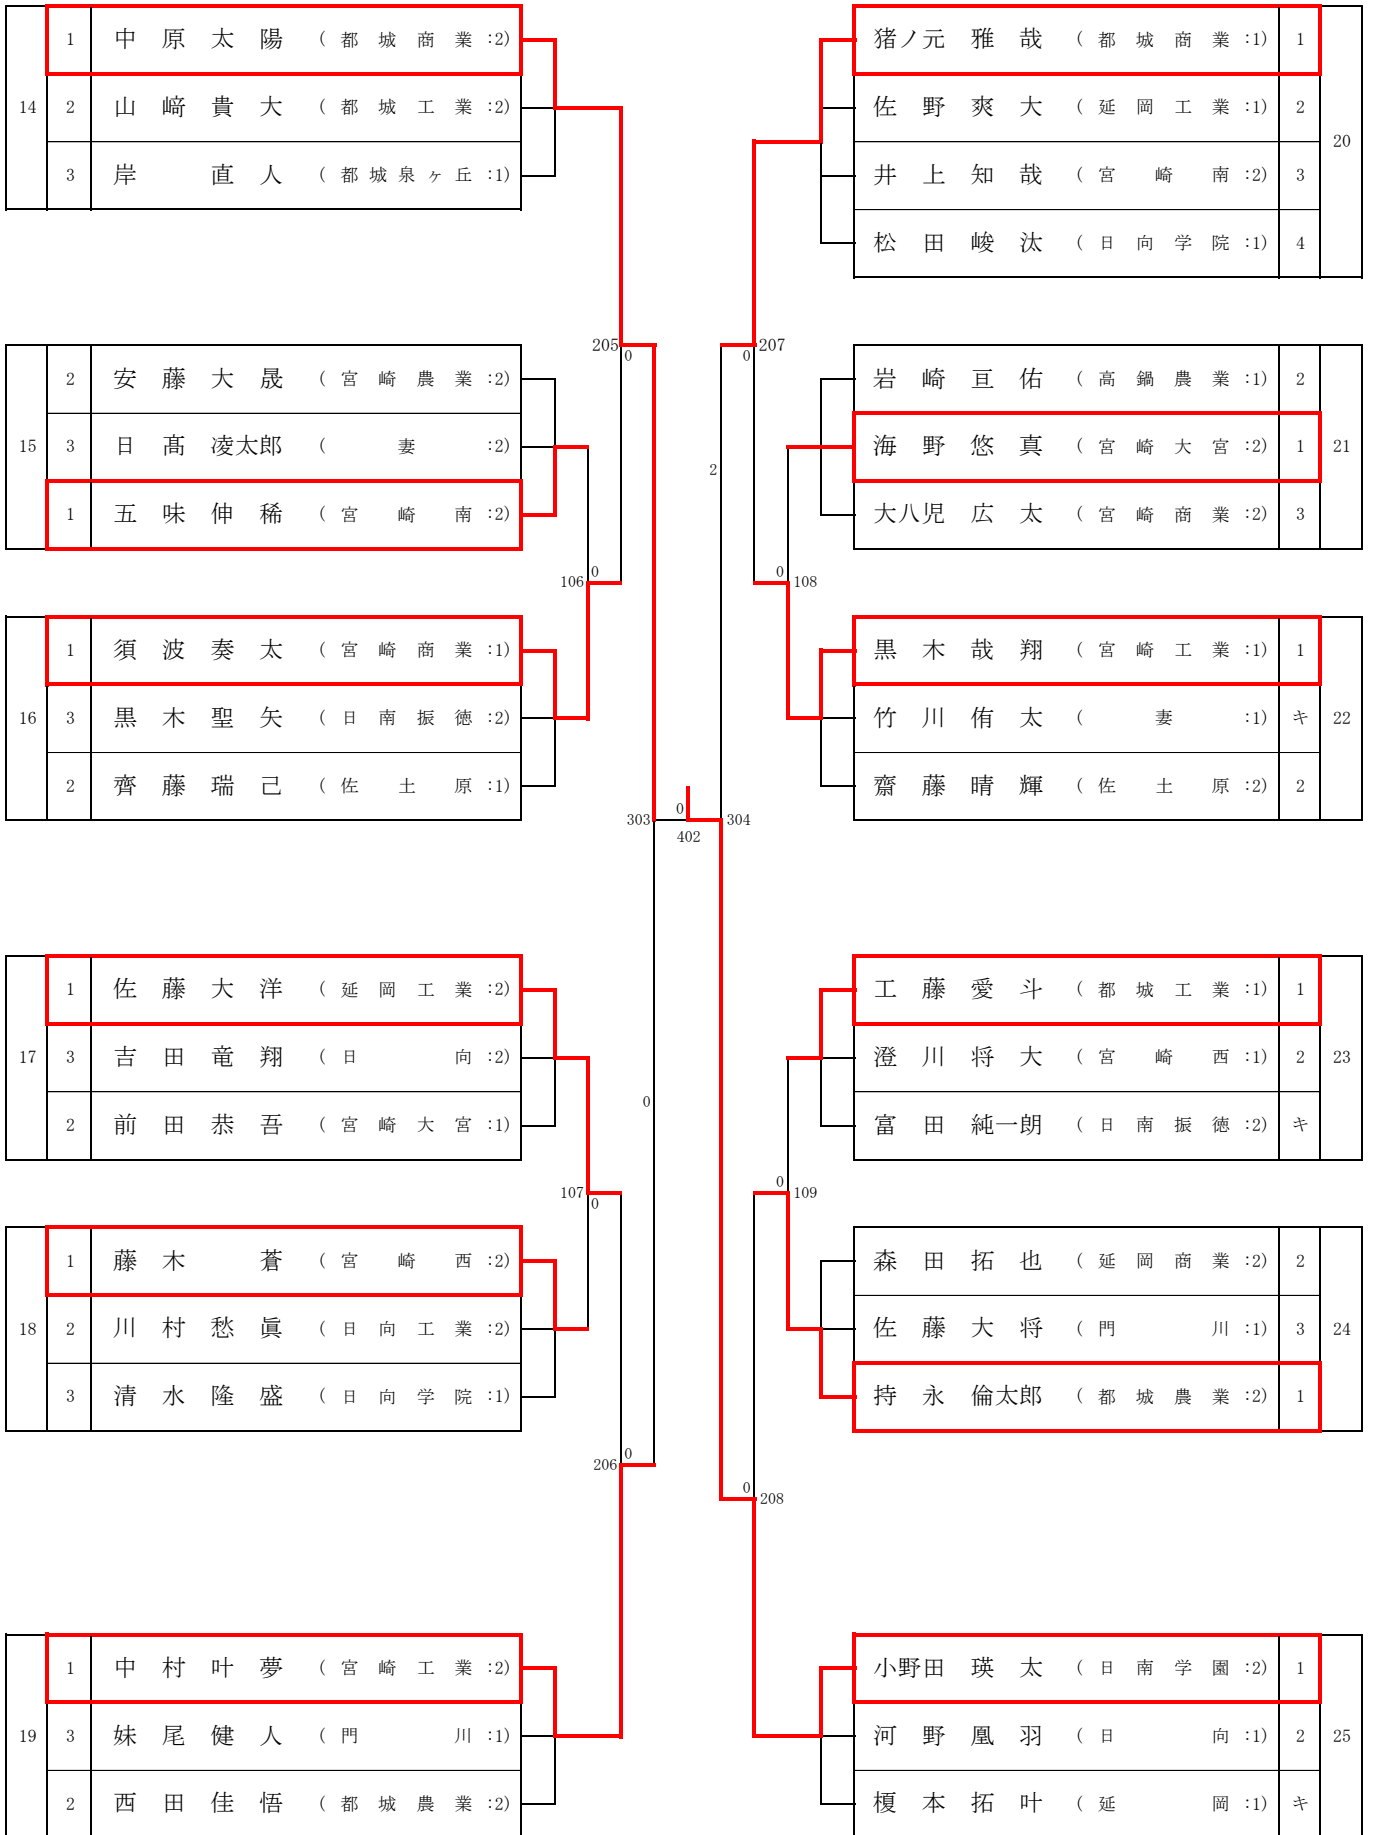 14
1 中原太陽 (都城商業:2)
2 山﨑貴大 (都城工業:2)
3 岸 直人 (都城泉ヶ丘:1)
15
2 安藤大晟 (宮崎農業:2)
3 日髙凌太郎 (妻:2)
1 五味伸稀 (宮崎南:2)
16
1 須波奏太 (宮崎商業:1)
3 黒木聖矢 (日南振徳:2)
2 齊藤瑞己 (佐土原:1)
17
1 佐藤大洋 (延岡工業:2)
3 吉田竜翔 (日向:2)
2 前田恭吾 (宮崎大宮:1)
18
1 藤木 蒼 (宮崎西:2)
2 川村愁眞 (日向工業:2)
3 清水隆盛 (日向学院:1)
19
1 中村叶夢 (宮崎工業:2)
3 妹尾健人 (門川:1)
2 西田佳悟 (都城農業:2)
205
0
106
0
303
0
402
304
0
107
0
206
0
207
0
2
0
108
0
109
0
208
猪ノ元雅哉 (都城商業:1) 1
佐野爽大 (延岡工業:1) 2
井上知哉 (宮崎南:2) 3
松田峻汰 (日向学院:1) 4
20
岩崎亘佑 (高鍋農業:1) 2
海野悠真 (宮崎大宮:2) 1
大八児広太 (宮崎商業:2) 3
21
黒木哉翔 (宮崎工業:1) 1
竹川侑太 (妻:1) キ
齋藤晴輝 (佐土原:2) 2
22
工藤愛斗 (都城工業:1) 1
澄川将大 (宮崎西:1) 2
富田純一朗 (日南振徳:2) キ
23
森田拓也 (延岡商業:2) 2
佐藤大将 (門川:1) 3
持永倫太郎 (都城農業:2) 1
24
小野田瑛太 (日南学園:2) 1
河野凰羽 (日向:1) 2
榎本拓叶 (延岡:1) キ
25